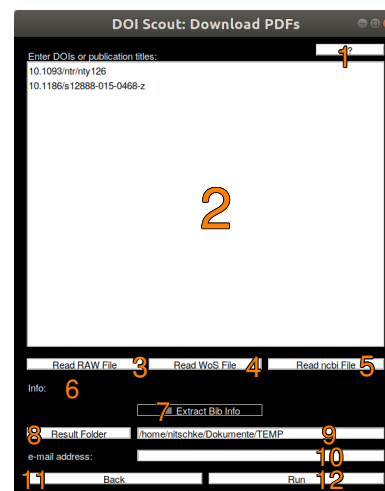 DOI Scout: Download PDFs
?
1
Enter DOIs or publication titles:
10.1093/ntr/nty126
10.1186/s12888-015-0468-z
2
Read RAW File 3 Read WoS File 4 Read ncbi File 5
Info: 6
7 Extract Bib Info
8 Result Folder /home/nitschke/Dokumente/TEMP 9
e-mail address: 10
11 Back Run 12